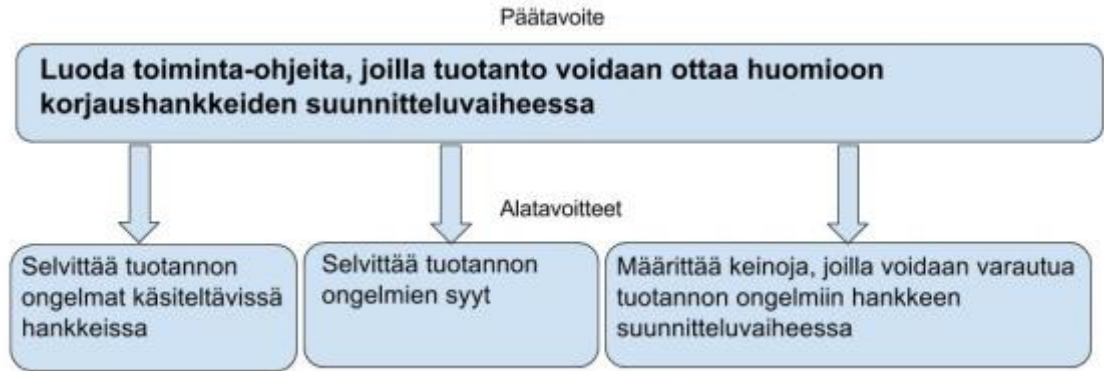 Päätavoite
Luoda toiminta-ohjeita, joilla tuotanto voidaan ottaa huomioon
korjaushankkeiden suunnitteluvaiheessa
Alatavoitteet
Selvittää tuotannon
ongelmat käsiteltävissä
hankkeissa
Selvittää tuotannon
ongelmien syyt
Määrittää keinoja, joilla voidaan varautua
tuotannon ongelmiin hankkeen
suunnitteluvaiheessa